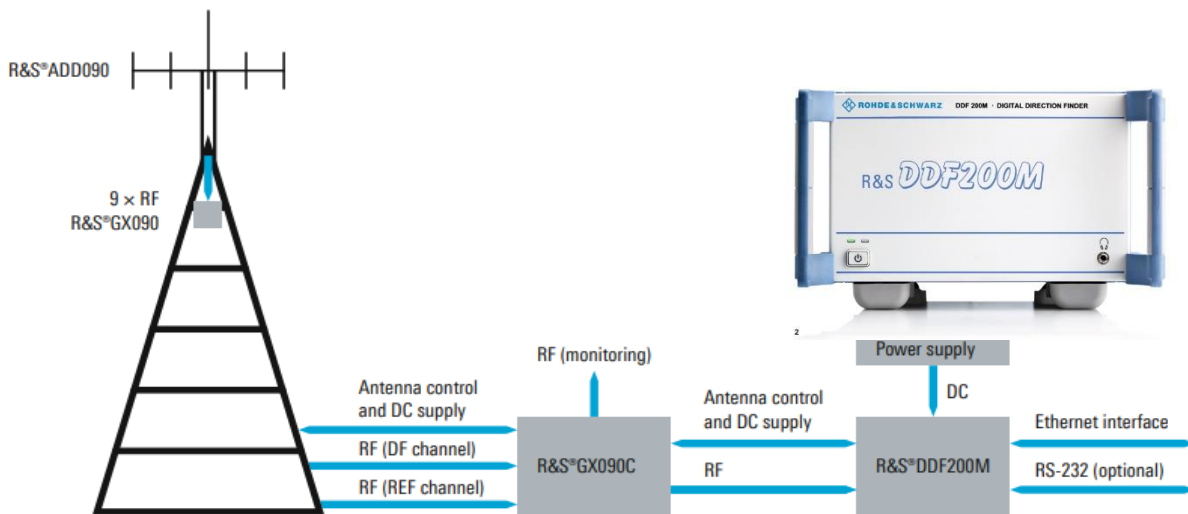 R&S®ADD090
9 × RF
R&S®GX090
ROHDE&SCHWARZ DDF 200M · DIGITAL DIRECTION FINDER
R&S DDF200M
2
Power supply
DC
RF (monitoring)
Antenna control
and DC supply
RF (DF channel)
RF (REF channel)
R&S®GX090C
Antenna control
and DC supply
RF
R&S®DDF200M
Ethernet interface
RS-232 (optional)